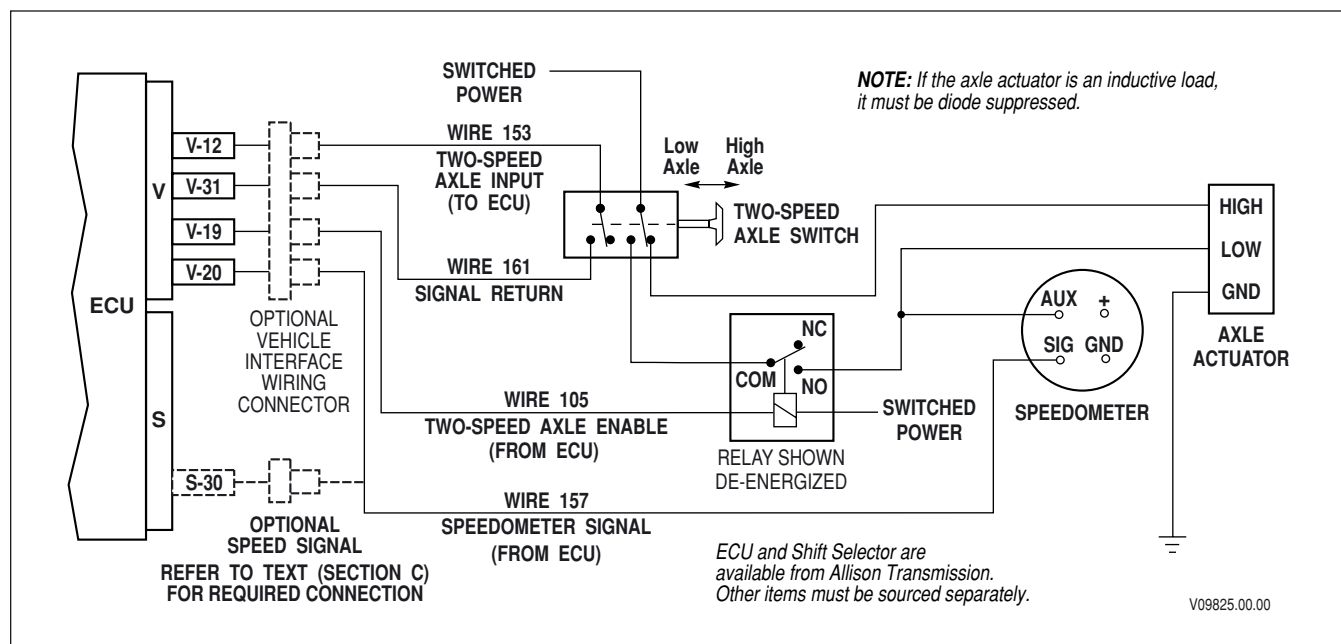 SWITCHED
POWER
NOTE: If the axle actuator is an inductive load,
it must be diode suppressed.
WIRE 153
TWO-SPEED
AXLE INPUT
(TO ECU)
Low
Axle
High
Axle
V-12
V-31
V-19
V-20
V
ECU
S
S-30
TWO-SPEED
AXLE SWITCH
HIGH
LOW
GND
AXLE
ACTUATOR
WIRE 161
SIGNAL RETURN
OPTIONAL
VEHICLE
INTERFACE
WIRING
CONNECTOR
NC
COM
NO
AUX
+
SIG
GND
SPEEDOMETER
WIRE 105
TWO-SPEED AXLE ENABLE
(FROM ECU)
SWITCHED
POWER
RELAY SHOWN
DE-ENERGIZED
WIRE 157
SPEEDOMETER SIGNAL
(FROM ECU)
OPTIONAL
SPEED SIGNAL
REFER TO TEXT (SECTION C)
FOR REQUIRED CONNECTION
ECU and Shift Selector are
available from Allison Transmission.
Other items must be sourced separately.
V09825.00.00